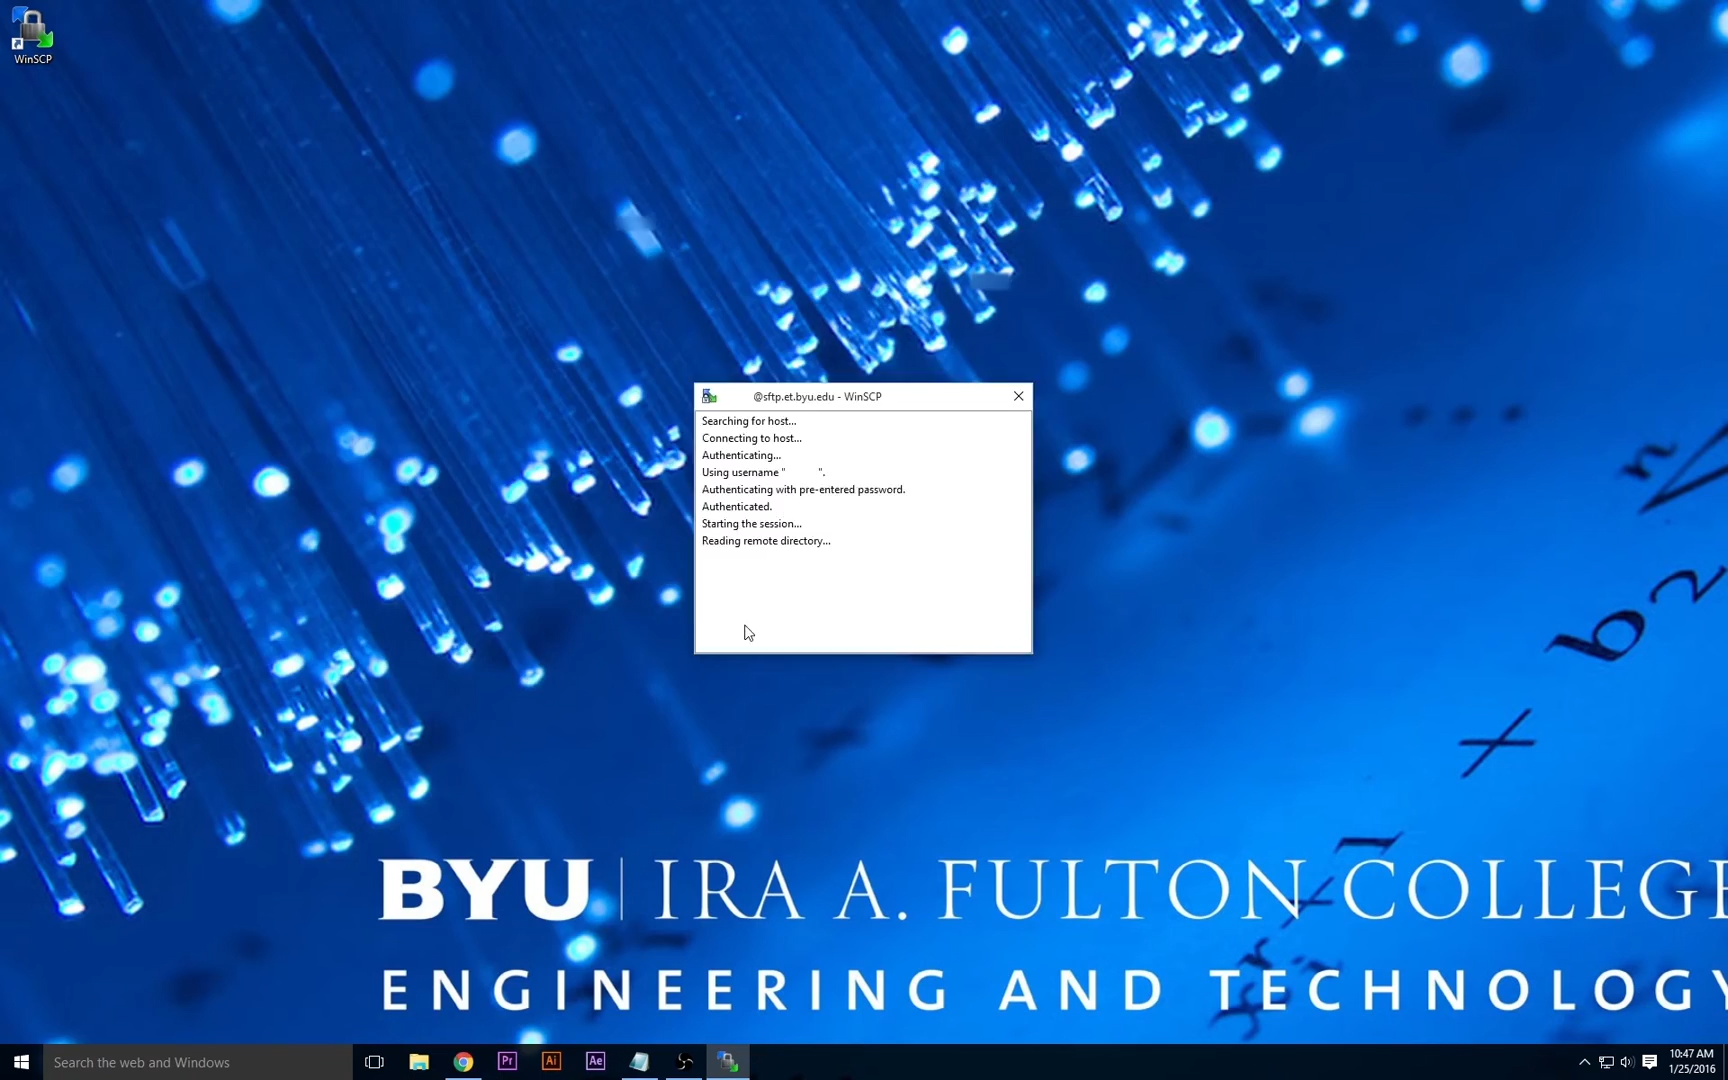 WinSCP
@sftp.et.byu.edu - WinSCP
Searching for host...
Connecting to host...
Authenticating...
Using username "          ".
Authenticating with pre-entered password.
Authenticated.
Starting the session...
Reading remote directory...
n
b 2
x
BYU | IRA A. FULTON COLLEGE
ENGINEERING AND TECHNOLOGY
Search the web and Windows
Pr
Ai
Ae
10:47 AM
1/25/2016